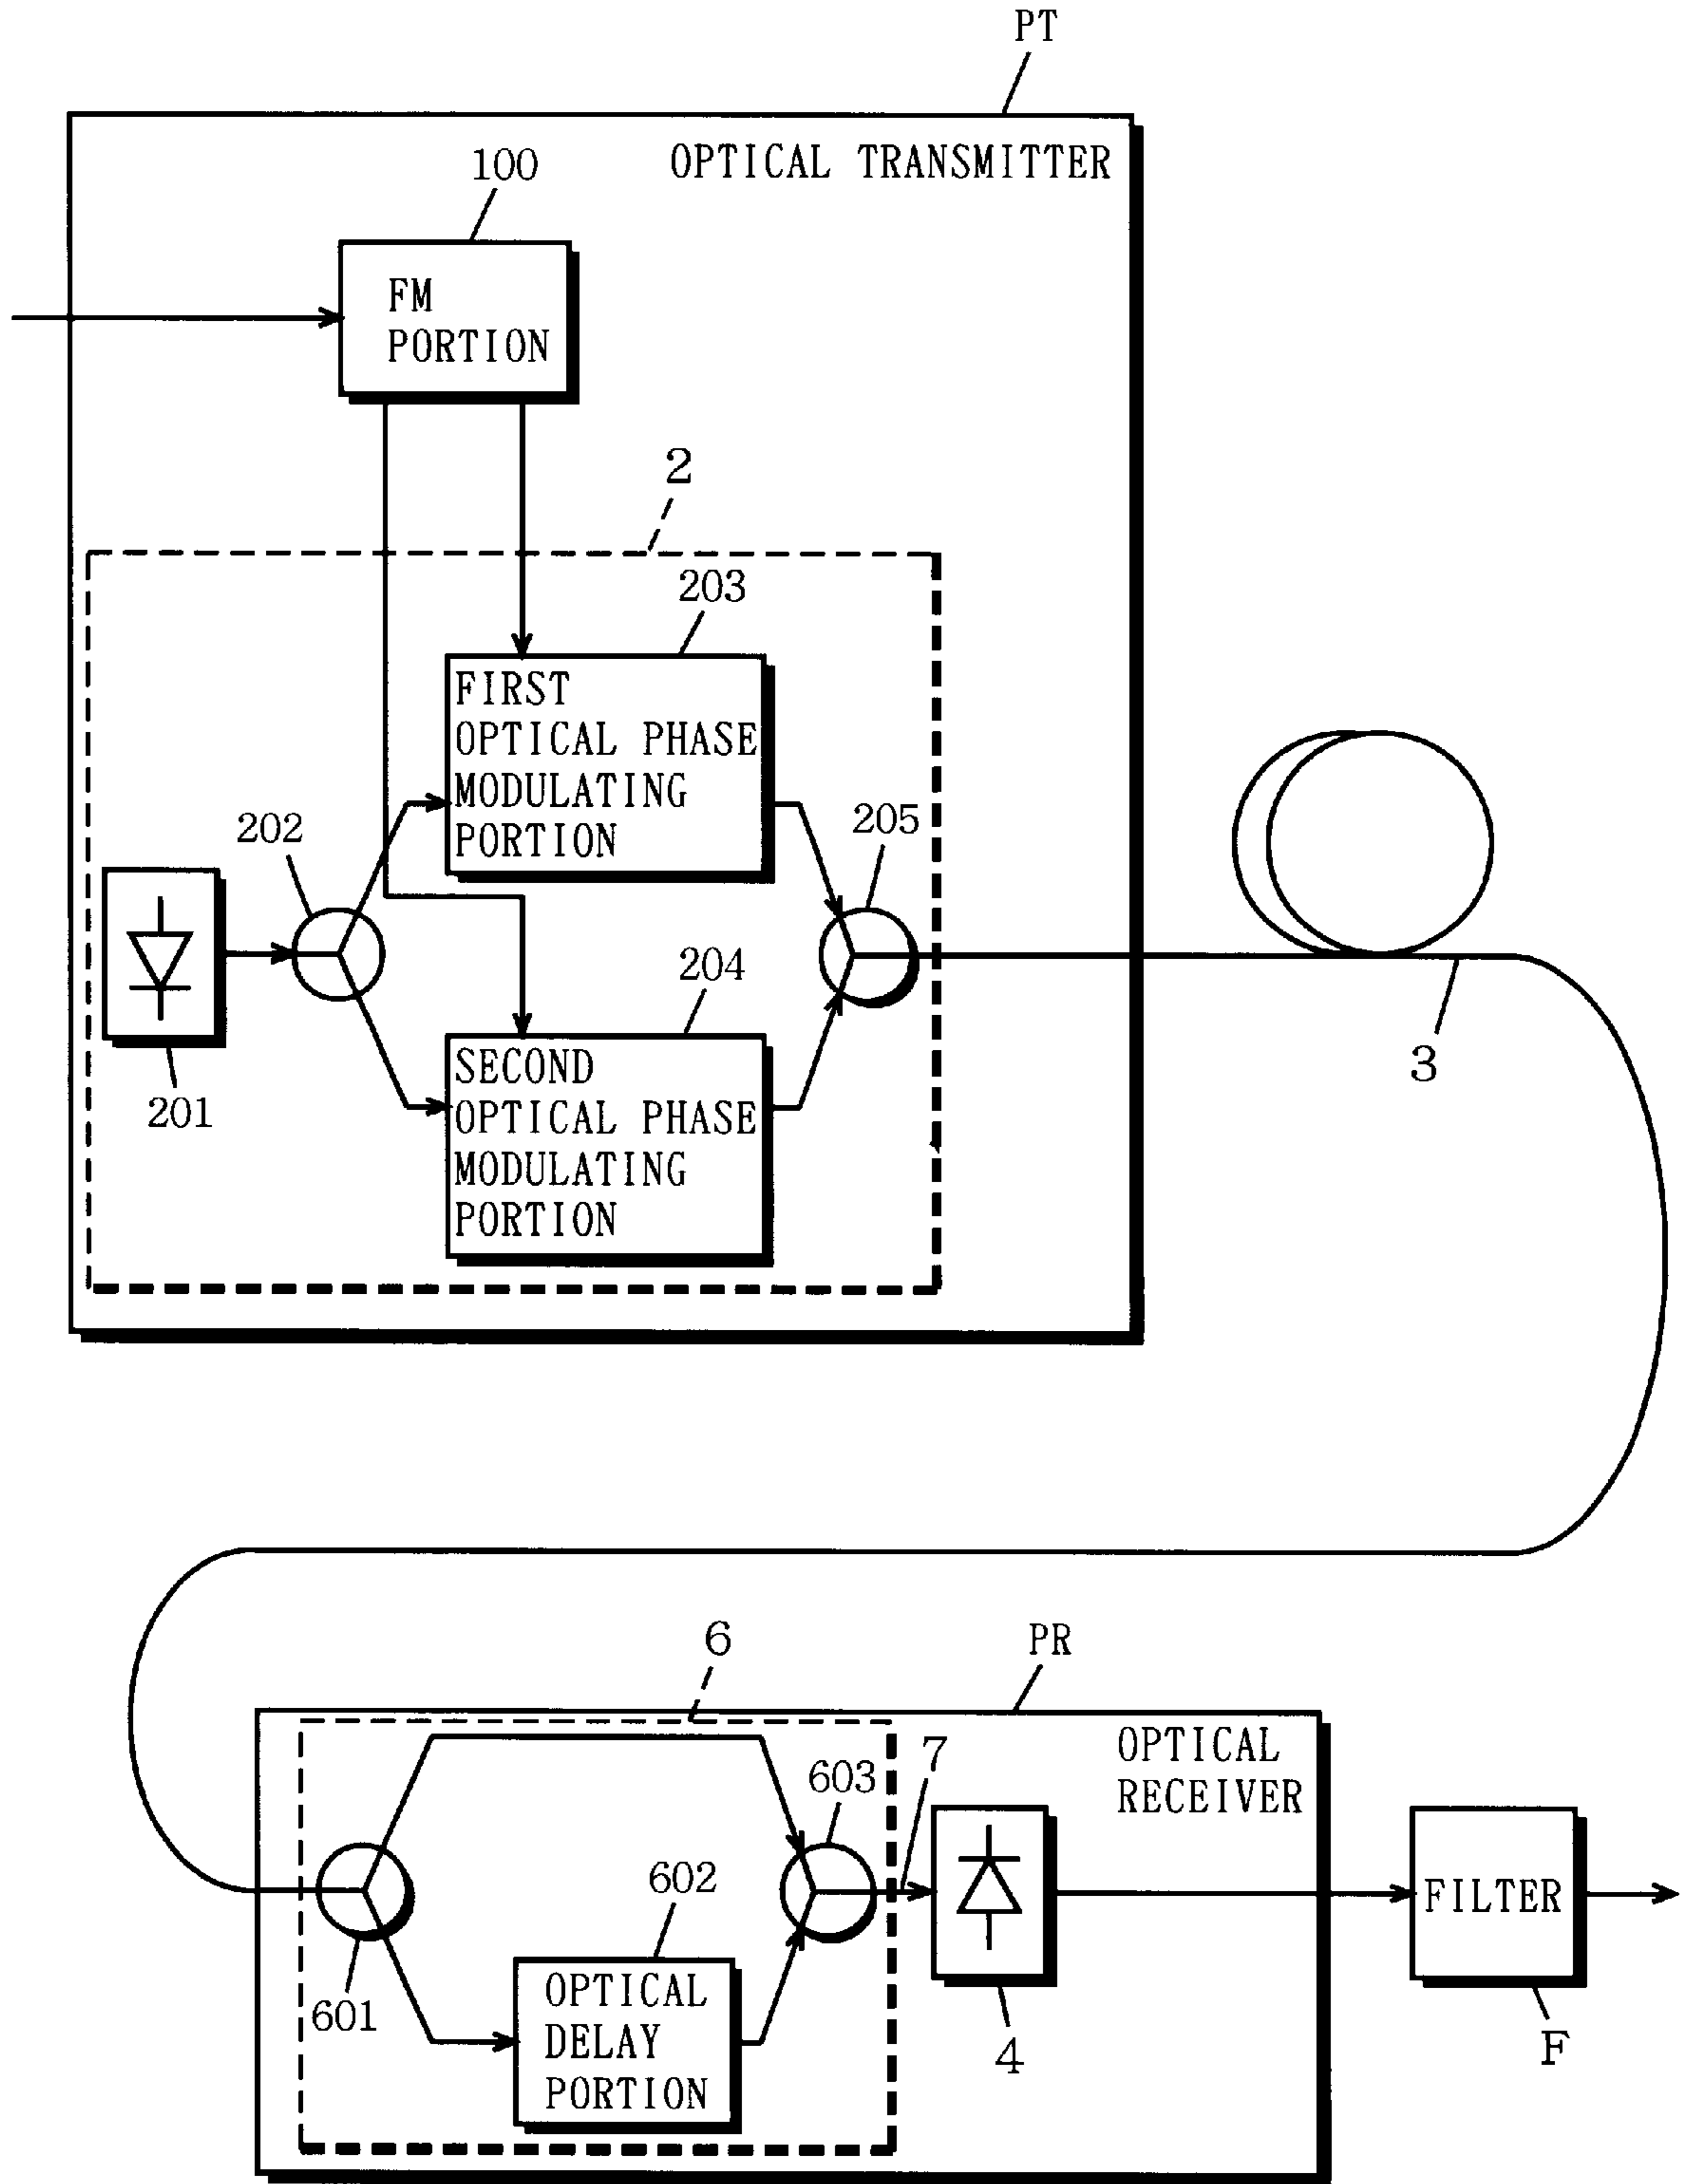 PT
OPTICAL TRANSMITTER
100
FM
PORTION
2
203
FIRST
OPTICAL PHASE
MODULATING
PORTION
202
205
201
204
SECOND
OPTICAL PHASE
MODULATING
PORTION
3
6
PR
OPTICAL
RECEIVER
7
603
602
601
OPTICAL
DELAY
PORTION
4
FILTER
F